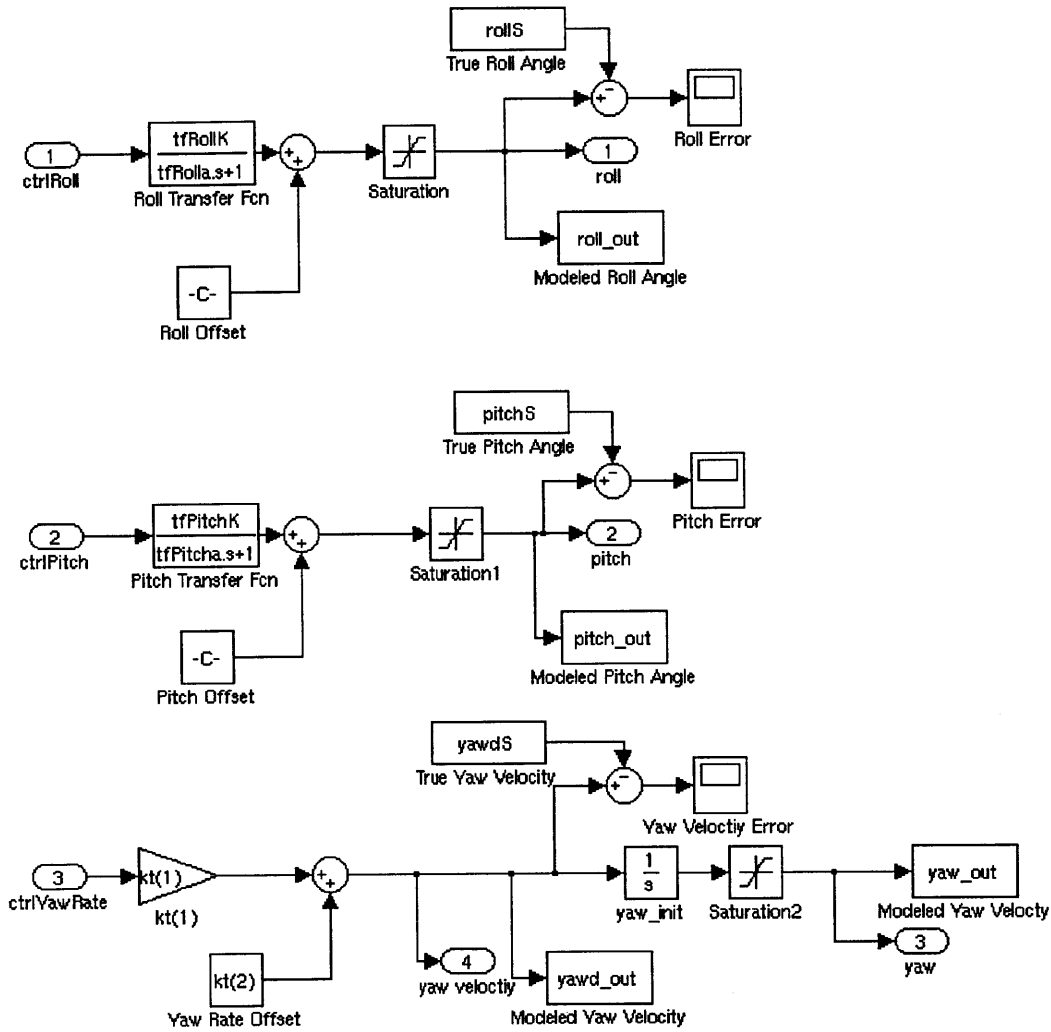 rollS
True Roll Angle
+
−
Roll Error
1
ctrlRoll
tfRollK
tfRolla.s+1
Roll Transfer Fcn
+
+
Saturation
1
roll
roll_out
Modeled Roll Angle
-C-
Roll Offset
pitchS
True Pitch Angle
+
−
Pitch Error
2
ctrlPitch
tfPitchK
tfPitcha.s+1
Pitch Transfer Fcn
+
+
Saturation1
2
pitch
pitch_out
Modeled Pitch Angle
-C-
Pitch Offset
yawdS
True Yaw Velocity
+
−
Yaw Veloctiy Error
3
ctrlYawRate
kt(1)
kt(1)
+
+
1
s
yaw_init
Saturation2
yaw_out
Modeled Yaw Velocty
3
yaw
4
yaw veloctiy
yawd_out
Modeled Yaw Velocity
kt(2)
Yaw Rate Offset